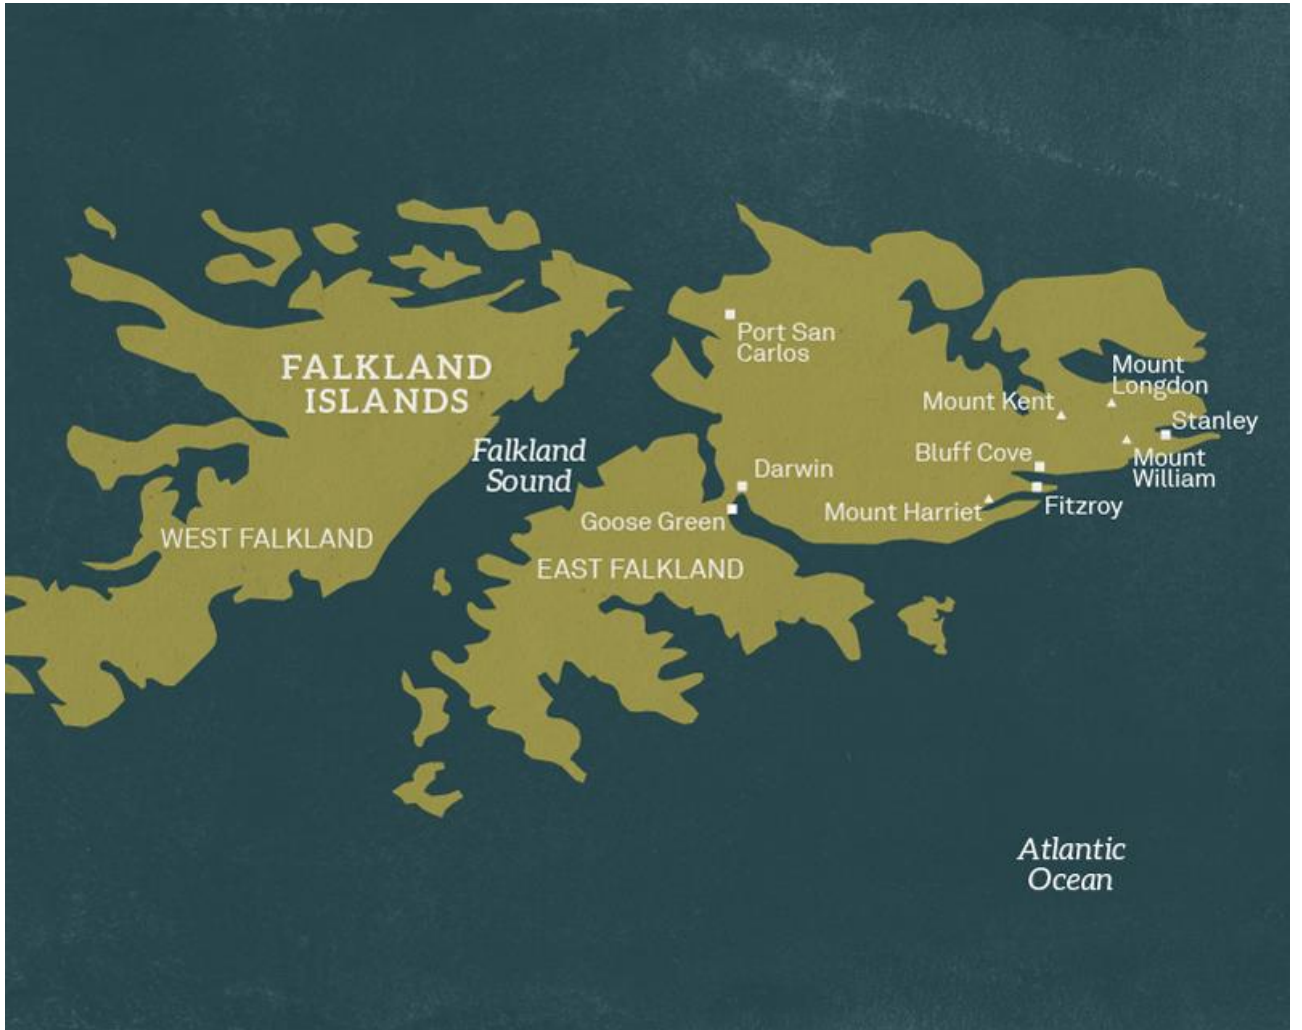 Port San
Carlos
FALKLAND
ISLANDS
Mount
Longdon
Mount Kent
Stanley
Falkland
Sound
Bluff Cove
Mount
William
Darwin
Mount Harriet
Fitzroy
Goose Green
WEST FALKLAND
EAST FALKLAND
Atlantic
Ocean